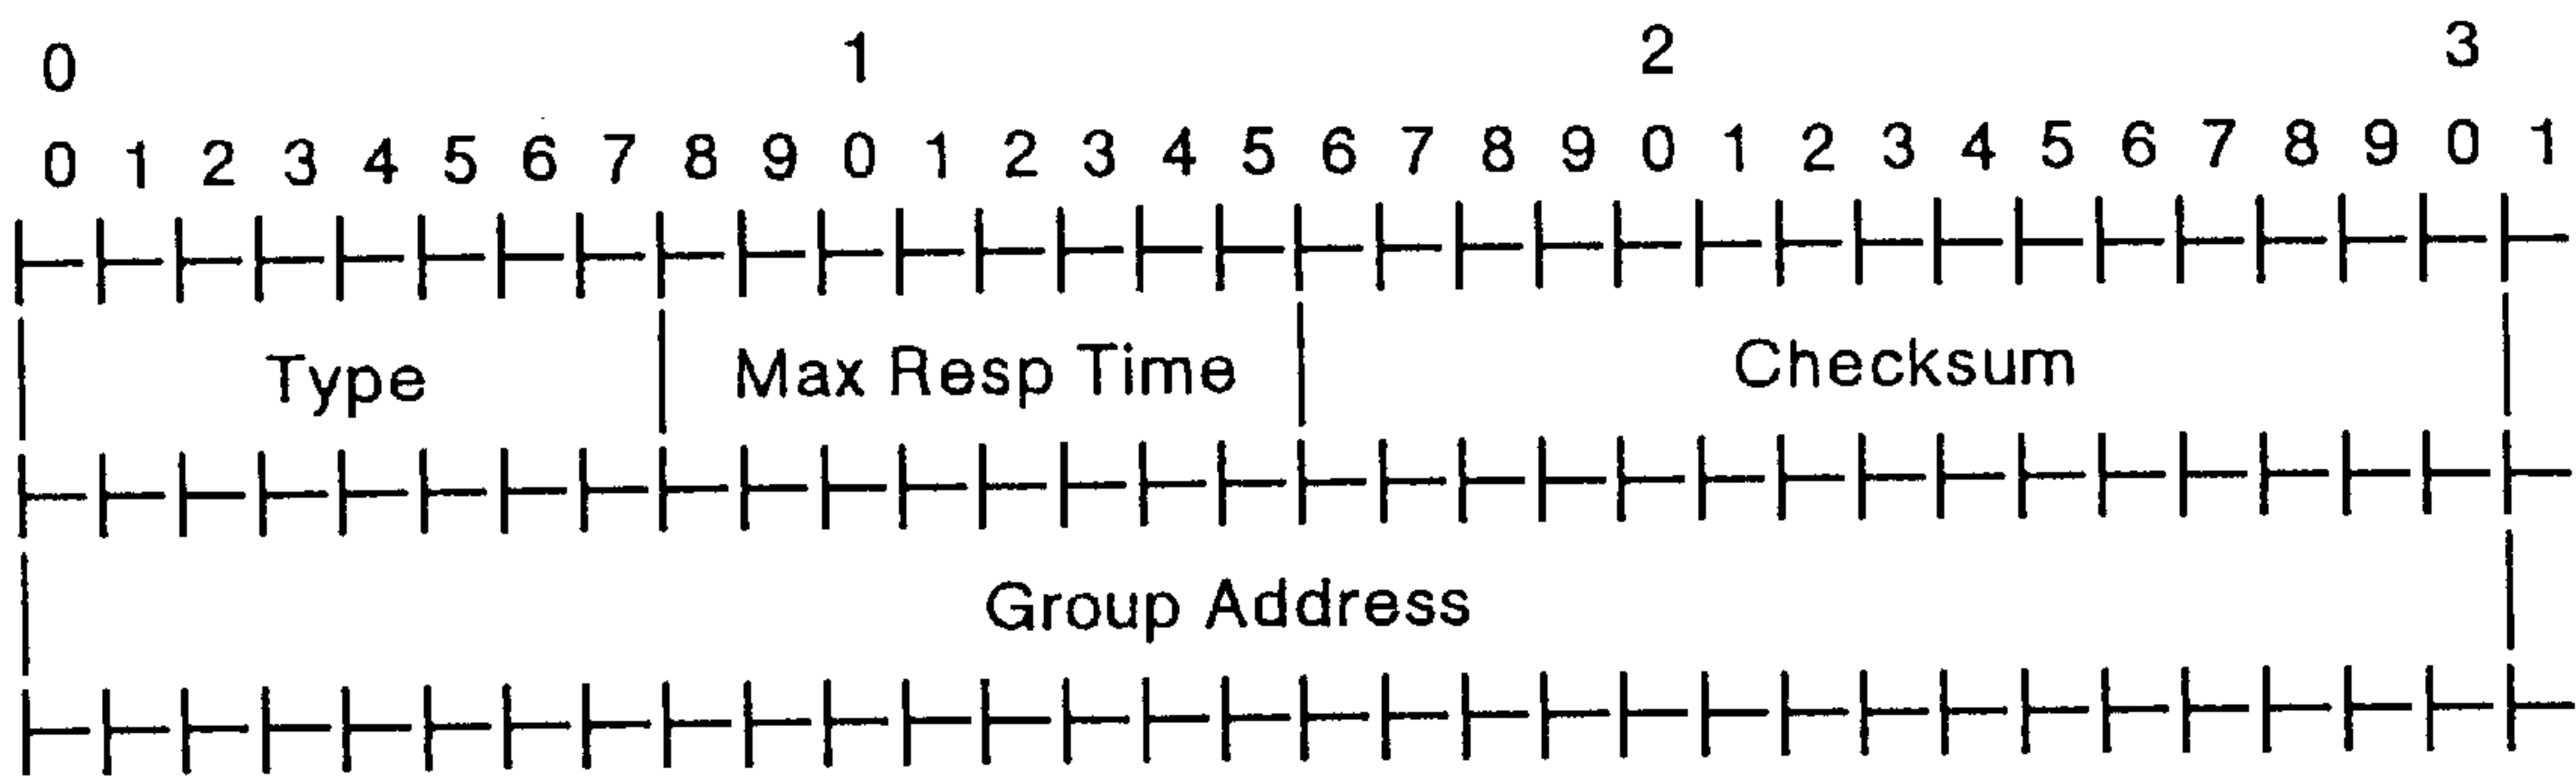 0 1 2 3
0 1 2 3 4 5 6 7 8 9 0 1 2 3 4 5 6 7 8 9 0 1 2 3 4 5 6 7 8 9 0 1
Type Max Resp Time Checksum
Group Address